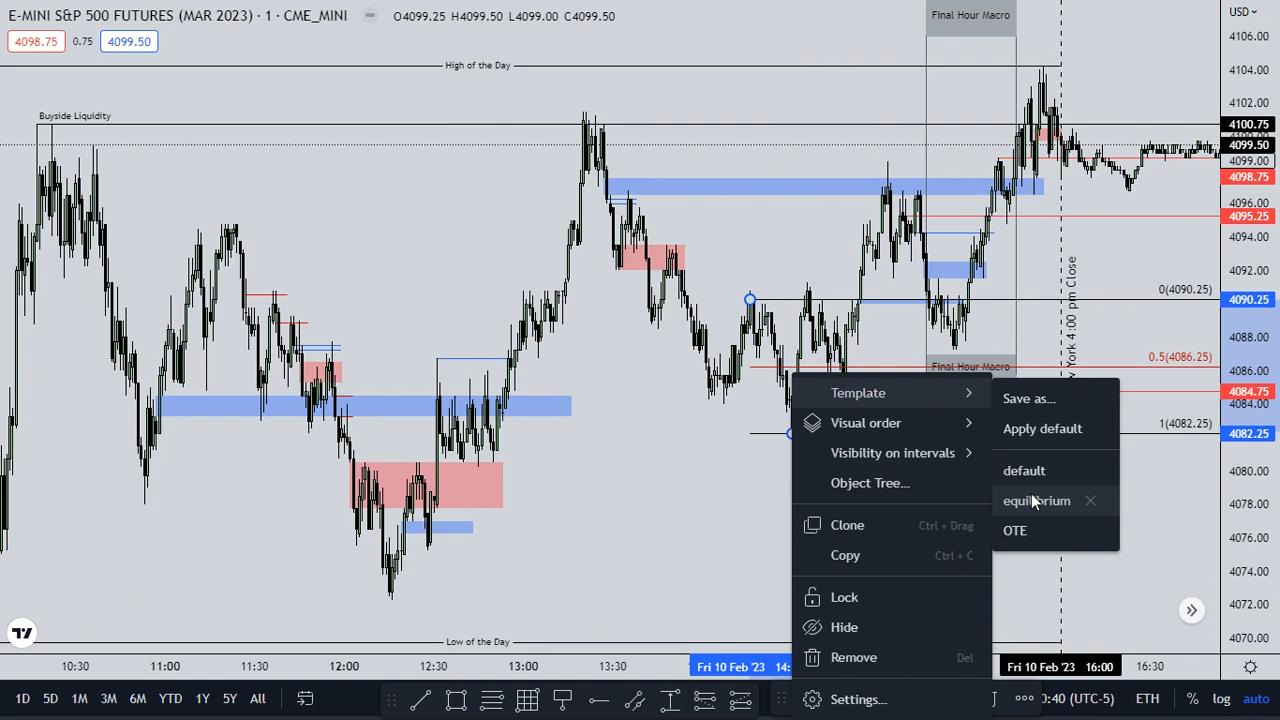 E-MINI S&P 500 FUTURES (MAR 2023) · 1 · CME_MINI
O4099.25 H4099.50 L4099.00 C4099.50
Final Hour Macro
USD
4098.75
0.75
4099.50
4106.00
High of the Day
4104.00
4102.00
Buyside Liquidity
4100.75
4099.50
4099.00
4098.75
4096.00
4095.25
4094.00
4092.00
0(4090.25)
4090.25
4:00 pm Close
4088.00
0.5(4086.25)
Final Hour Macro
4086.00
4084.75
4084.00
1(4082.25)
4082.25
4080.00
4078.00
4076.00
4074.00
4072.00
4070.00
Template
Visual order
Visibility on intervals
Object Tree...
Clone Ctrl + Drag
Copy Ctrl + C
Lock
Hide
Remove Del
Settings...
Save as...
Apply default
default
equilibrium
OTE
Low of the Day
10:30 11:00 11:30 12:00 12:30 13:00 13:30 Fri 10 Feb '23 14: Fri 10 Feb '23 16:00 16:30
1D 5D 1M 3M 6M YTD 1Y 5Y All
0:40 (UTC-5) ETH % log auto